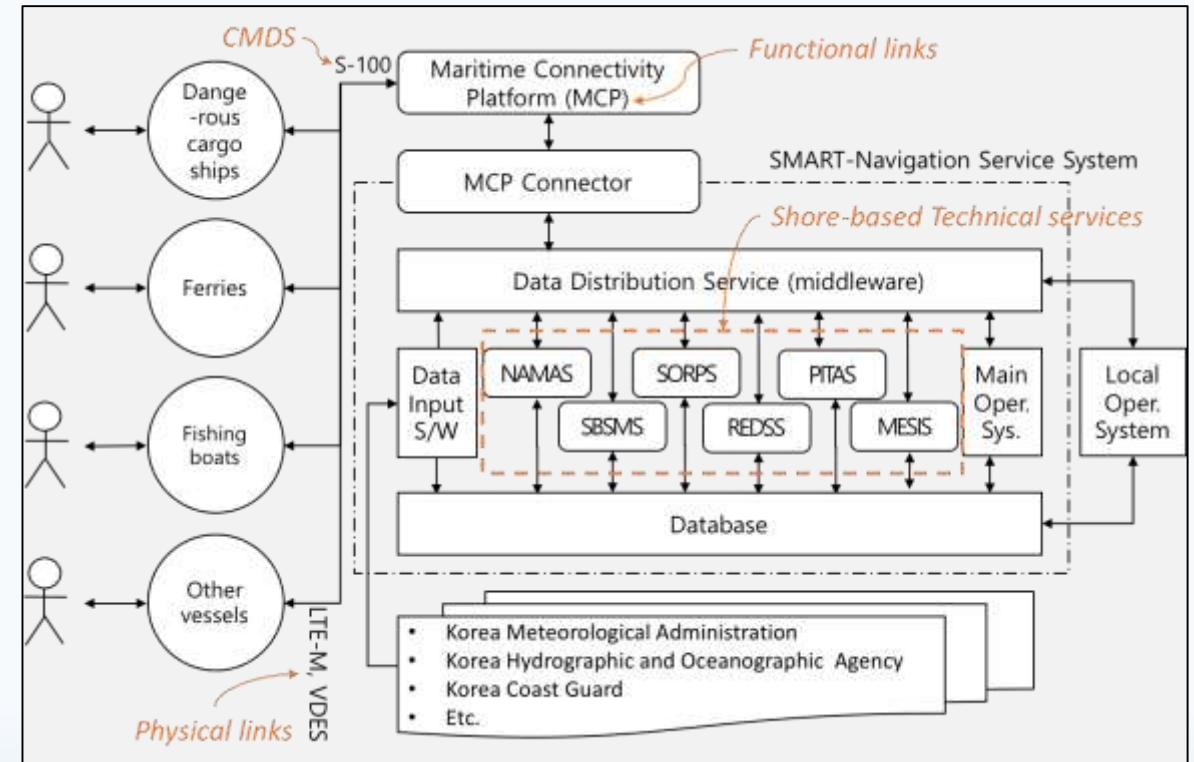 CMDS
S-100
Maritime Connectivity
Platform (MCP)
Functional links
Dange
-rous
cargo
ships
MCP Connector
SMART-Navigation Service System
Shore-based Technical services
Ferries
Data Distribution Service (middleware)
Data
Input
S/W
NAMAS
SORPS
PITAS
SBSMS
REDSS
MESIS
Main
Oper.
Sys.
Local
Oper.
System
Fishing
boats
Database
Other
vessels
LTE-M, VDES
Physical links
• Korea Meteorological Administration
• Korea Hydrographic and Oceanographic Agency
• Korea Coast Guard
• Etc.